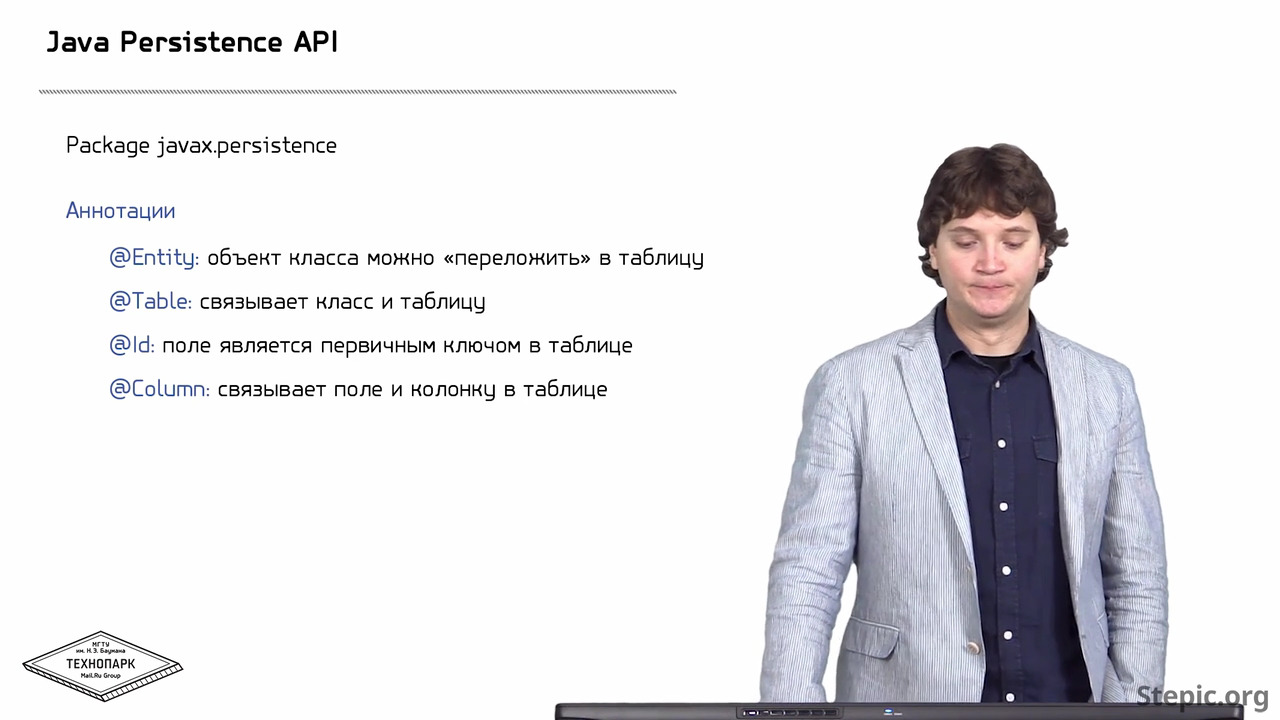 Java Persistence API
Package javax.persistence
Аннотации
@Entity: объект класса можно «переложить» в таблицу
@Table: связывает класс и таблицу
@Id: поле является первичным ключом в таблице
@Column: связывает поле и колонку в таблице
МГТУ
им. Н.Э. Баумана
ТЕХНОПАРК
Mail.Ru Group
Stepic.org